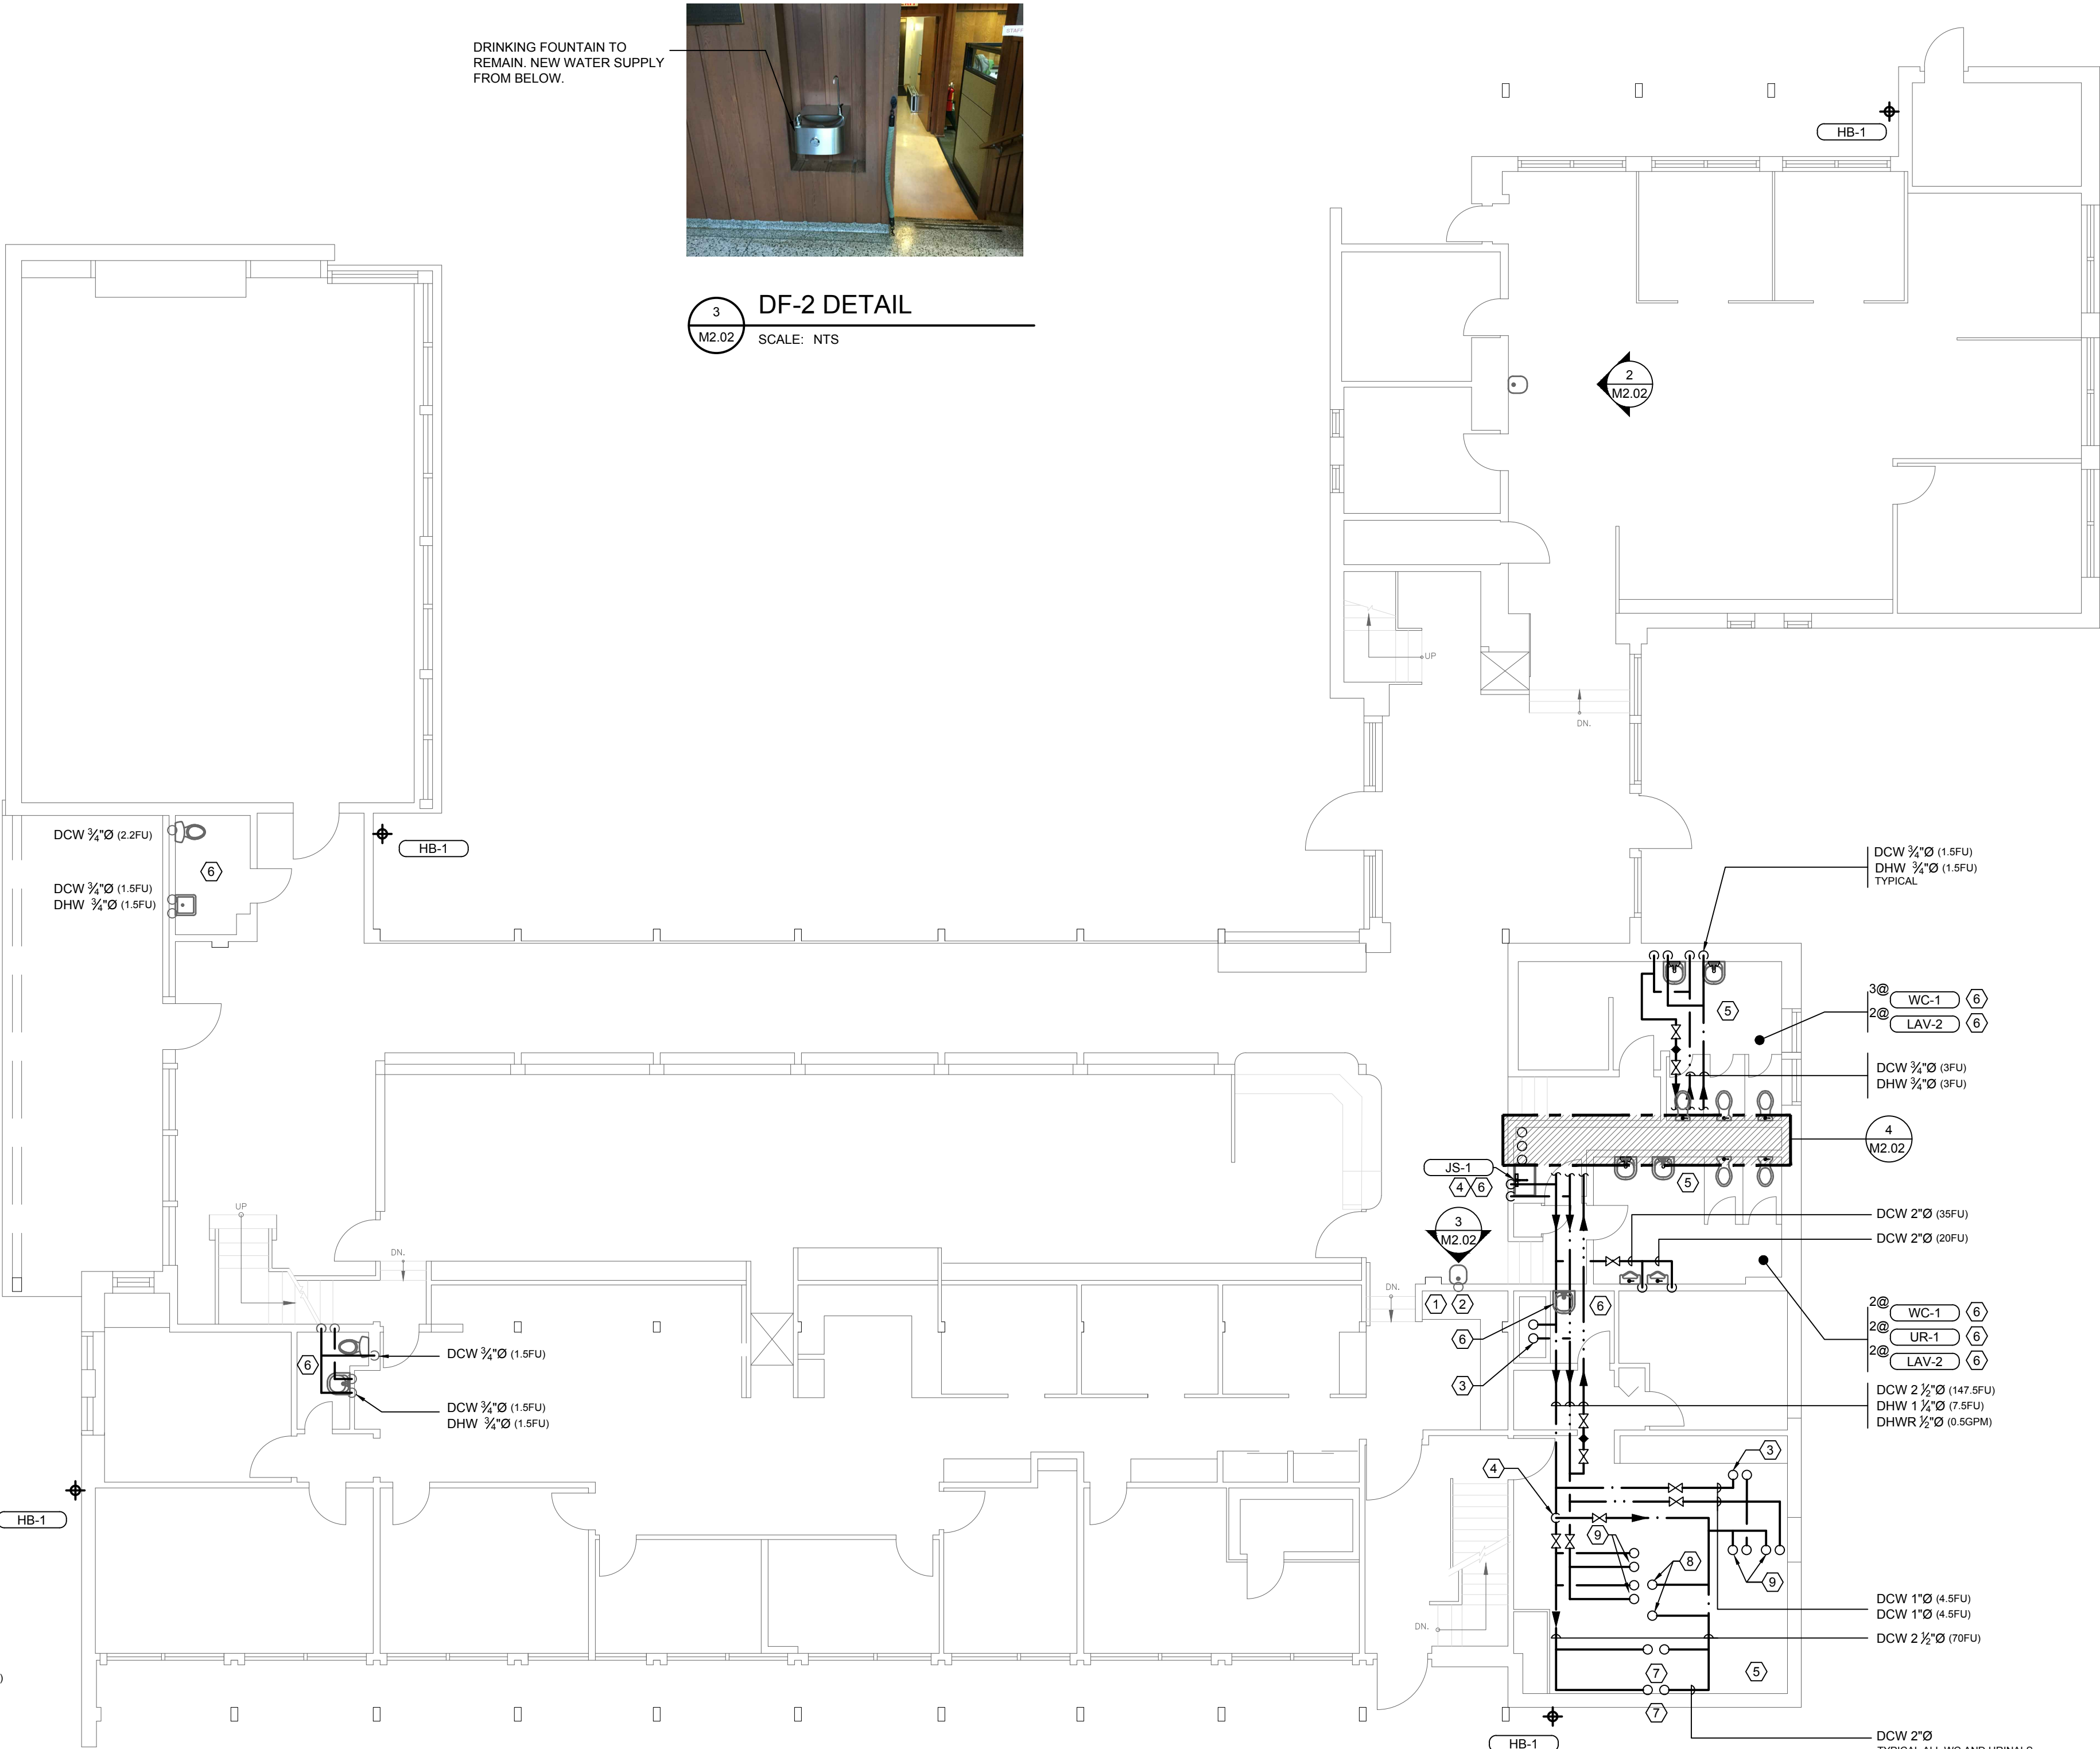 DRINKING FOUNTAIN TO
REMAIN. NEW WATER SUPPLY
FROM BELOW.
STAFF
3
M2.02
DF-2 DETAIL
SCALE: NTS
HB-1
2
M2.02
UP
DN.
DCW ¾"Ø (2.2FU)
6
DCW ¾"Ø (1.5FU)
DHW ¾"Ø (1.5FU)
HB-1
DCW ¾"Ø (1.5FU)
DHW ¾"Ø (1.5FU)
TYPICAL
5
3@ WC-1 6
2@ LAV-2 6
DCW ¾"Ø (3FU)
DHW ¾"Ø (3FU)
4
M2.02
JS-1
4 6
5
3
M2.02
DCW 2"Ø (35FU)
DCW 2"Ø (20FU)
UP
DN.
DN.
1 2
6
6
3
2@ WC-1 6
2@ UR-1 6
2@ LAV-2 6
6
DCW ¾"Ø (1.5FU)
DCW ¾"Ø (1.5FU)
DHW ¾"Ø (1.5FU)
DCW 2 ½"Ø (147.5FU)
DHW 1 ¼"Ø (7.5FU)
DHWR ½"Ø (0.5GPM)
3
4
HB-1
9
8
9
DCW 1"Ø (4.5FU)
DCW 1"Ø (4.5FU)
DCW 2 ½"Ø (70FU)
DN.
7
5
7
HB-1
DCW 2"Ø
TYPICAL ALL WC AND URINALS
)